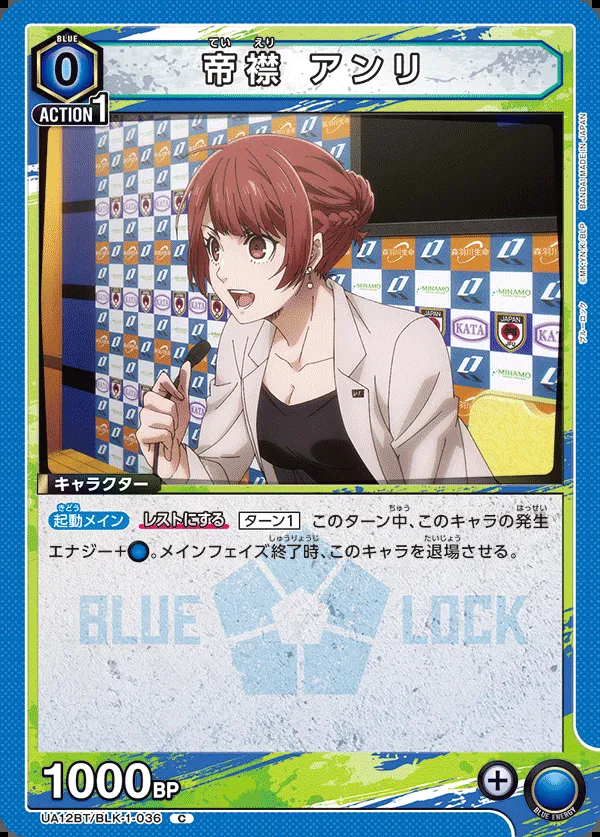 BLUE
0
ACTION 1
てい えり
帝襟 アンリ
©MK・YN,K/BLP BANDAI MADE IN JAPAN
ブルーロック
森羽川生命
MINAMO
KATA
JAPAN
JFU
キャラクター
きどう ちゅう はっせい
起動メイン レストにする ターン1 このターン中、このキャラの発生
しゅうりょうじ たいじょう
エナジー+。メインフェイズ終了時、このキャラを退場させる。
BLUE LOCK
1000BP
+
BLUE ENERGY
UA12BT/BLK-1-036 C